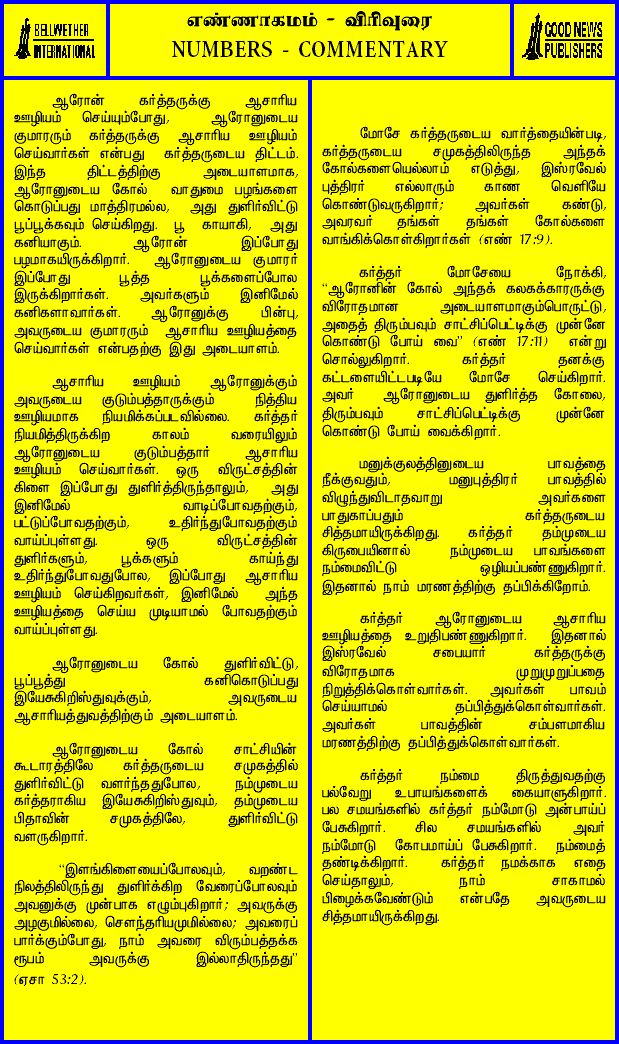 BELLWETHER
INTERNATIONAL
எண்ணாகமம் - விரிவுரை
NUMBERS - COMMENTARY
GOOD NEWS
PUBLISHERS
ஆரோன் கர்த்தருக்கு ஆசாரிய
ஊழியம் செய்யும்போது, ஆரோனுடைய
குமாரரும் கர்த்தருக்கு ஆசாரிய ஊழியம்
செய்வார்கள் என்பது கர்த்தருடைய திட்டம்.
இந்த திட்டத்திற்கு அடையாளமாக,
ஆரோனுடைய கோல் வாதுமை பழங்களை
கொடுப்பது மாத்திரமல்ல, அது துளிர்விட்டு
பூப்பூக்கவும் செய்கிறது. பூ காயாகி, அது
கனியாகும். ஆரோன் இப்போது
பழமாகயிருக்கிறார். ஆரோனுடைய குமாரர்
இப்போது பூத்த பூக்களைப்போல
இருக்கிறார்கள். அவர்களும் இனிமேல்
கனிகளாவார்கள். ஆரோனுக்கு பின்பு,
அவருடைய குமாரரும் ஆசாரிய ஊழியத்தை
செய்வார்கள் என்பதற்கு இது அடையாளம்.
ஆசாரிய ஊழியம் ஆரோனுக்கும்
அவருடைய குடும்பத்தாருக்கும் நித்திய
ஊழியமாக நியமிக்கப்படவில்லை. கர்த்தர்
நியமித்திருக்கிற காலம் வரையிலும்
ஆரோனுடைய குடும்பத்தார் ஆசாரிய
ஊழியம் செய்வார்கள். ஒரு விருட்சத்தின்
கிளை இப்போது துளிர்த்திருந்தாலும், அது
இனிமேல் வாடிப்போவதற்கும்,
பட்டுப்போவதற்கும், உதிர்ந்துபோவதற்கும்
வாய்ப்புள்ளது. ஒரு விருட்சத்தின்
துளிர்களும், பூக்களும் காய்ந்து
உதிர்ந்துபோவதுபோல, இப்போது ஆசாரிய
ஊழியம் செய்கிறவர்கள், இனிமேல் அந்த
ஊழியத்தை செய்ய முடியாமல் போவதற்கும்
வாய்ப்புள்ளது.
ஆரோனுடைய கோல் துளிர்விட்டு,
பூப்பூத்து கனிகொடுப்பது
இயேசுகிறிஸ்துவுக்கும், அவருடைய
ஆசாரியத்துவத்திற்கும் அடையாளம்.
ஆரோனுடைய கோல் சாட்சியின்
கூடாரத்திலே கர்த்தருடைய சமுகத்தில்
துளிர்விட்டு வளர்ந்ததுபோல, நம்முடைய
கர்த்தராகிய இயேசுகிறிஸ்துவும், தம்முடைய
பிதாவின் சமுகத்திலே, துளிர்விட்டு
வளருகிறார்.
“இளங்கிளையைப்போலவும், வறண்ட
நிலத்திலிருந்து துளிர்க்கிற வேரைப்போலவும்
அவனுக்கு முன்பாக எழும்புகிறார்; அவருக்கு
அழகுமில்லை, சௌந்தரியமுமில்லை; அவரைப்
பார்க்கும்போது, நாம் அவரை விரும்பத்தக்க
ரூபம் அவருக்கு இல்லாதிருந்தது”
(ஏசா 53:2).
மோசே கர்த்தருடைய வார்த்தையின்படி,
கர்த்தருடைய சமுகத்திலிருந்த அந்தக்
கோல்களையெல்லாம் எடுத்து, இஸ்ரவேல்
புத்திரர் எல்லாரும் காண வெளியே
கொண்டுவருகிறார்; அவர்கள் கண்டு,
அவரவர் தங்கள் தங்கள் கோல்களை
வாங்கிக்கொள்கிறார்கள் (எண் 17:9).
கர்த்தர் மோசேயை நோக்கி,
“ஆரோனின் கோல் அந்தக் கலகக்காரருக்கு
விரோதமான அடையாளமாகும்பொருட்டு,
அதைத் திரும்பவும் சாட்சிப்பெட்டிக்கு முன்னே
கொண்டு போய் வை” (எண் 17:11) என்று
சொல்லுகிறார். கர்த்தர் தனக்கு
கட்டளையிட்டபடியே மோசே செய்கிறார்.
அவர் ஆரோனுடைய துளிர்த்த கோலை,
திரும்பவும் சாட்சிப்பெட்டிக்கு முன்னே
கொண்டு போய் வைக்கிறார்.
மனுக்குலத்தினுடைய பாவத்தை
நீக்குவதும், மனுபுத்திரர் பாவத்தில்
விழுந்துவிடாதவாறு அவர்களை
பாதுகாப்பதும் கர்த்தருடைய
சித்தமாயிருக்கிறது. கர்த்தர் தம்முடைய
கிருபையினால் நம்முடைய பாவங்களை
நம்மைவிட்டு ஒழியப்பண்ணுகிறார்.
இதனால் நாம் மரணத்திற்கு தப்பிக்கிறோம்.
கர்த்தர் ஆரோனுடைய ஆசாரிய
ஊழியத்தை உறுதிபண்ணுகிறார். இதனால்
இஸ்ரவேல் சபையார் கர்த்தருக்கு
விரோதமாக முறுமுறுப்பதை
நிறுத்திக்கொள்வார்கள். அவர்கள் பாவம்
செய்யாமல் தப்பித்துக்கொள்வார்கள்.
அவர்கள் பாவத்தின் சம்பளமாகிய
மரணத்திற்கு தப்பித்துக்கொள்வார்கள்.
கர்த்தர் நம்மை திருத்துவதற்கு
பல்வேறு உபாயங்களைக் கையாளுகிறார்.
பல சமயங்களில் கர்த்தர் நம்மோடு அன்பாய்ப்
பேசுகிறார். சில சமயங்களில் அவர்
நம்மோடு கோபமாய்ப் பேசுகிறார். நம்மைத்
தண்டிக்கிறார். கர்த்தர் நமக்காக எதை
செய்தாலும், நாம் சாகாமல்
பிழைக்கவேண்டும் என்பதே அவருடைய
சித்தமாயிருக்கிறது.